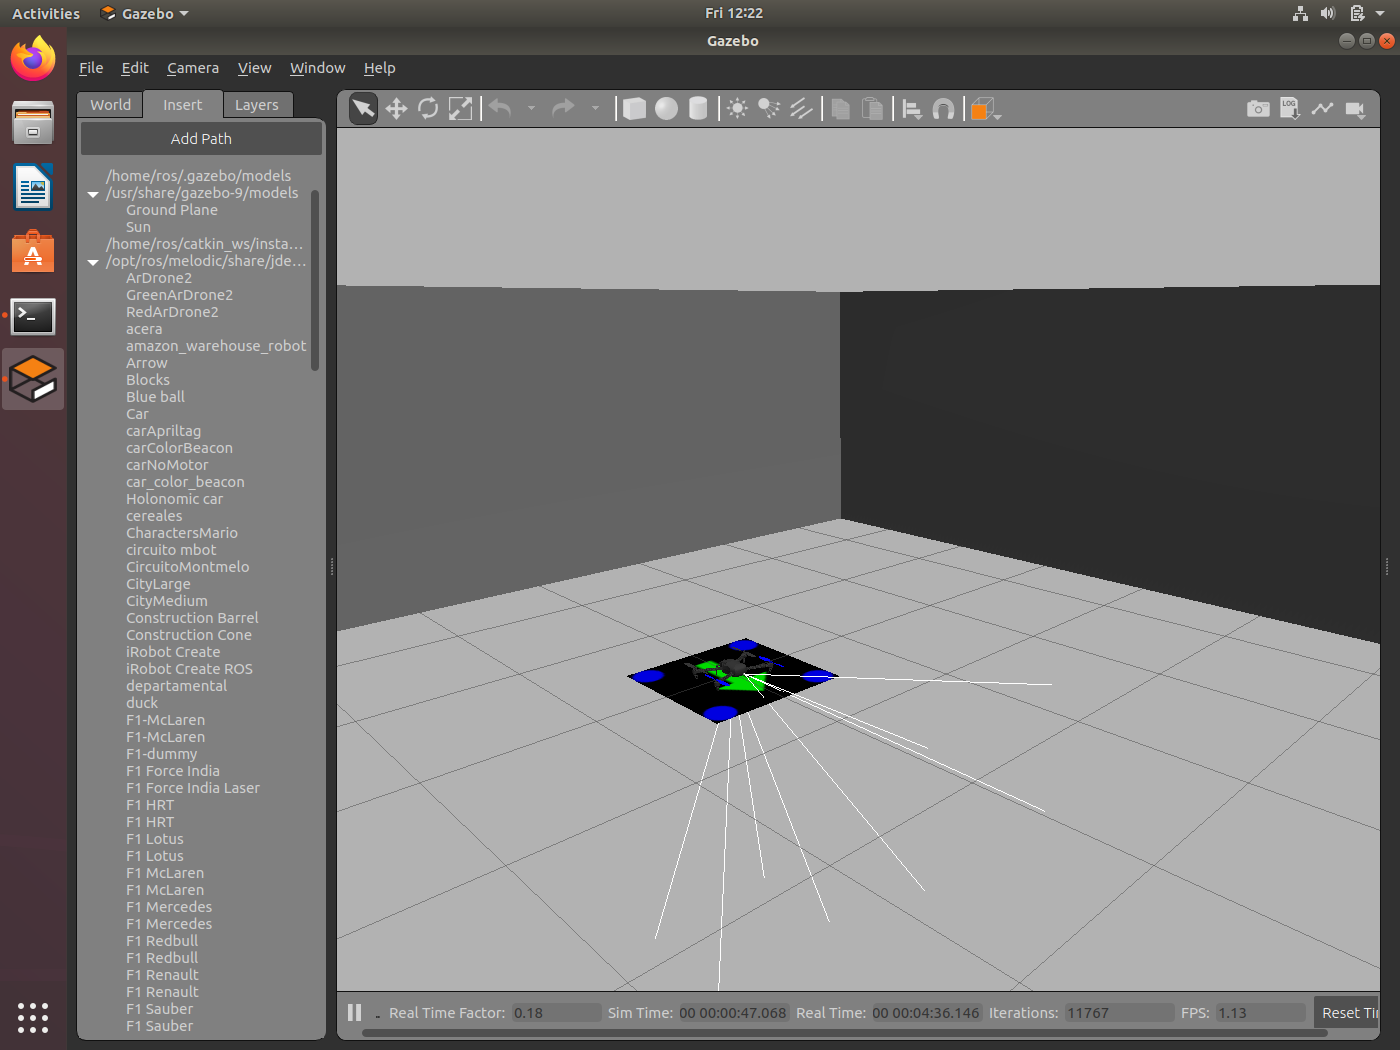 Activities Gazebo Fri 12:22
Gazebo
File Edit Camera View Window Help
World Insert Layers
Add Path
/home/ros/.gazebo/models
/usr/share/gazebo-9/models
Ground Plane
Sun
/home/ros/catkin_ws/insta...
/opt/ros/melodic/share/jde...
ArDrone2
GreenArDrone2
RedArDrone2
acera
amazon_warehouse_robot
Arrow
Blocks
Blue ball
Car
carApriltag
carColorBeacon
carNoMotor
car_color_beacon
Holonomic car
cereales
CharactersMario
circuito mbot
CircuitoMontmelo
CityLarge
CityMedium
Construction Barrel
Construction Cone
iRobot Create
iRobot Create ROS
departamental
duck
F1-McLaren
F1-McLaren
F1-dummy
F1 Force India
F1 Force India Laser
F1 HRT
F1 HRT
F1 Lotus
F1 Lotus
F1 McLaren
F1 McLaren
F1 Mercedes
F1 Mercedes
F1 Redbull
F1 Redbull
F1 Renault
F1 Renault
F1 Sauber
F1 Sauber
LOG
Real Time Factor: 0.18 Sim Time: 00 00:00:47.068 Real Time: 00 00:04:36.146 Iterations: 11767 FPS: 1.13 Reset Ti